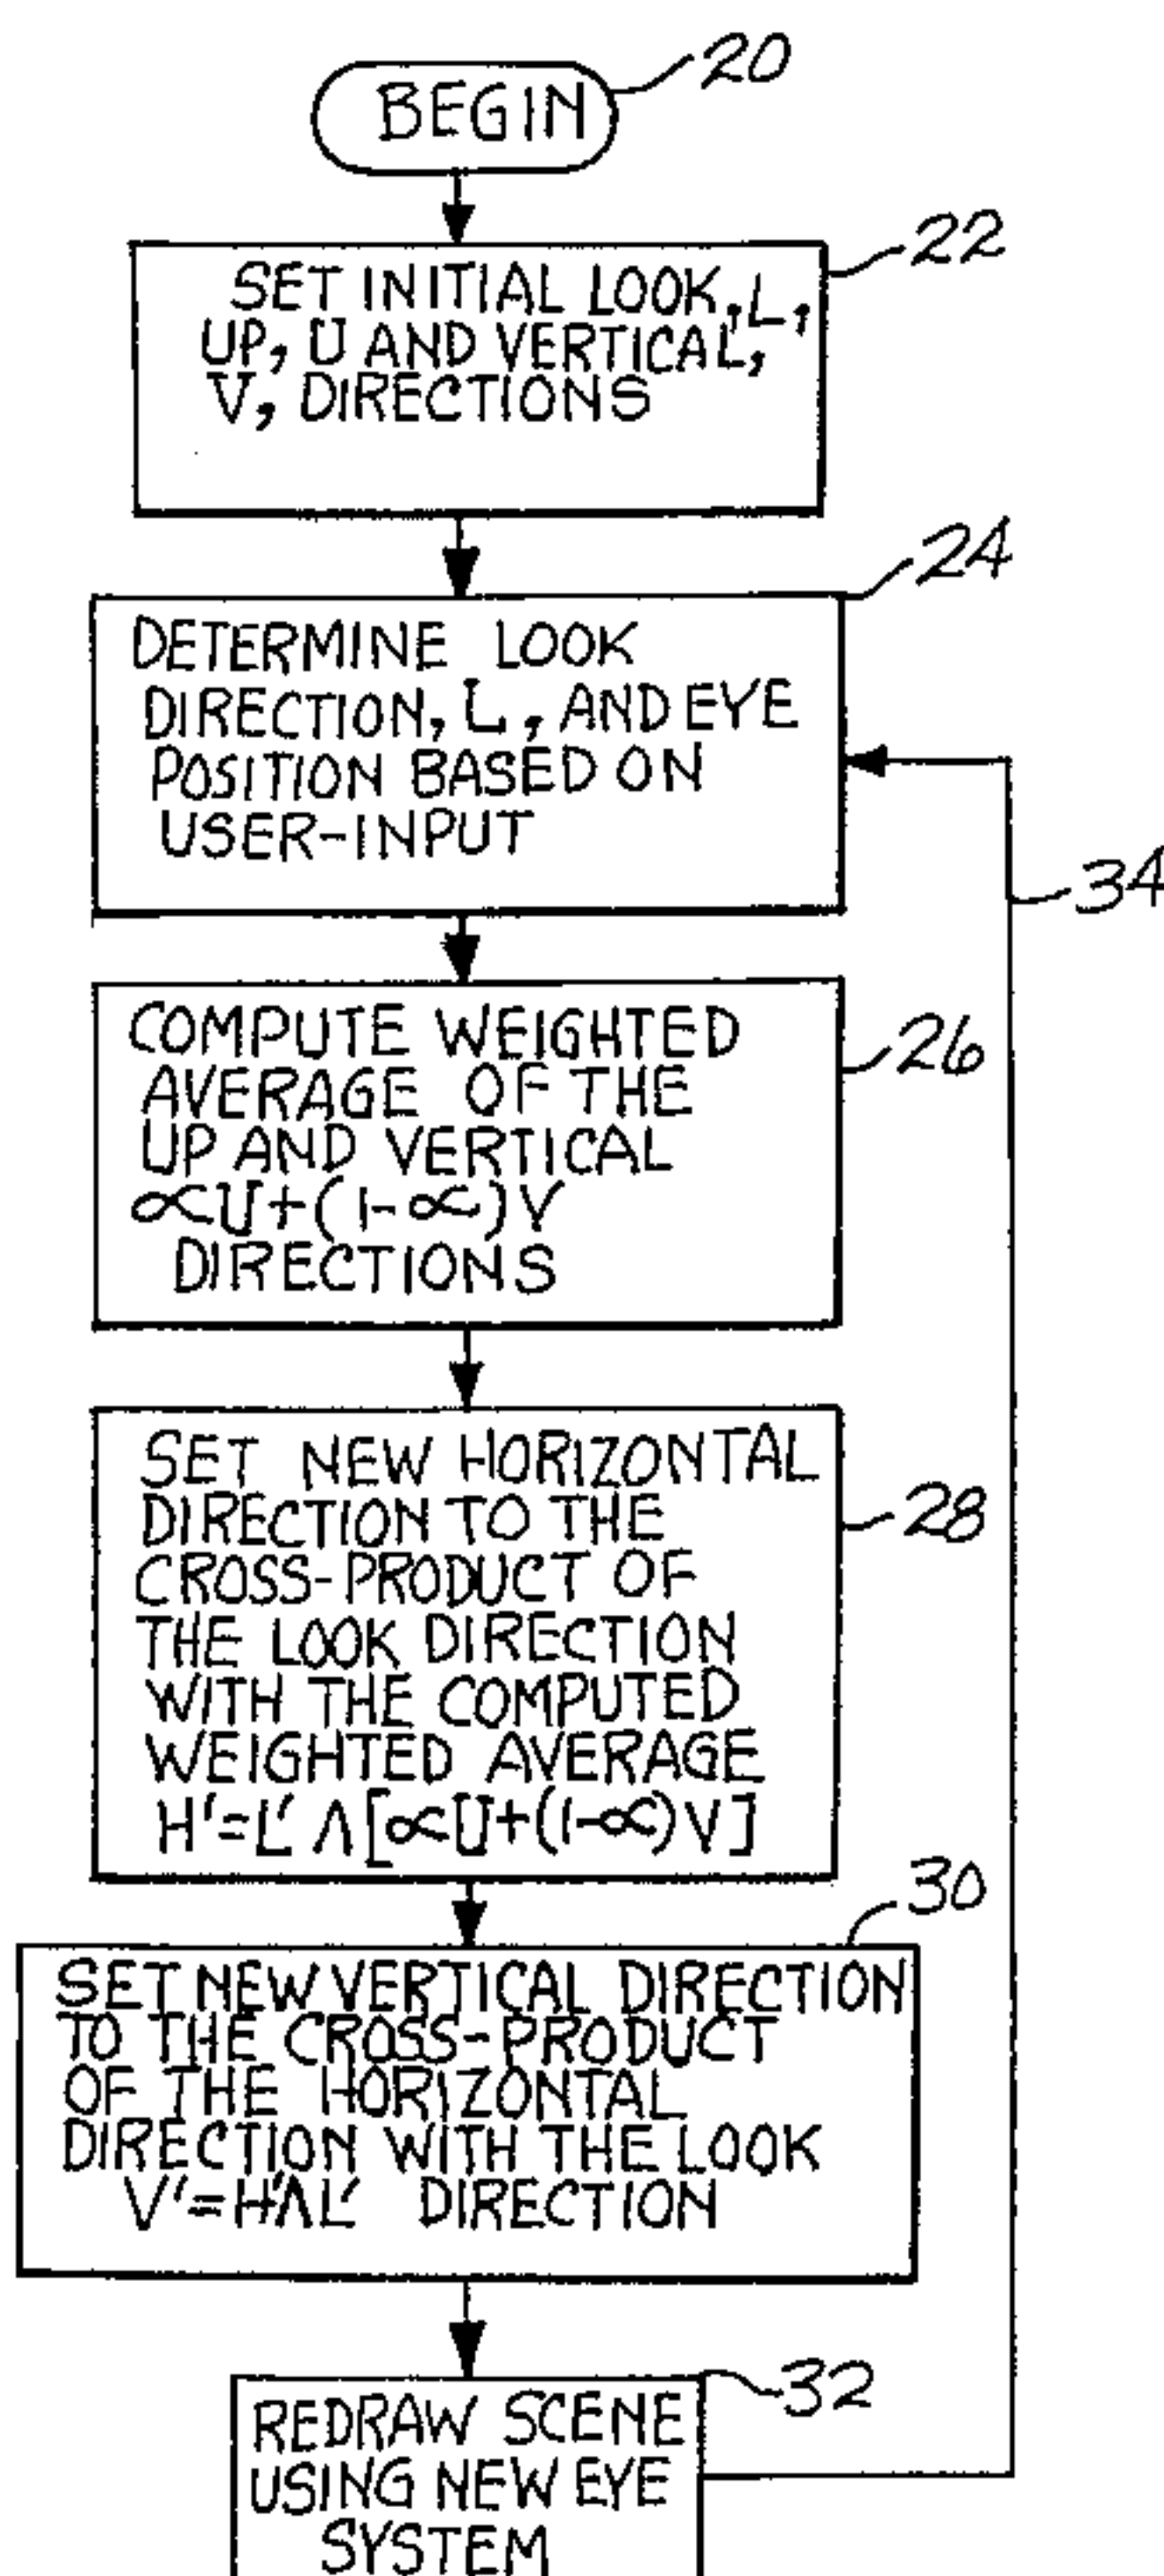 BEGIN
20
SET INITIAL LOOK, L,
UP, U AND VERTICAL,
V, DIRECTIONS
22
DETERMINE LOOK
DIRECTION, L, AND EYE
POSITION BASED ON
USER-INPUT
24
34
COMPUTE WEIGHTED
AVERAGE OF THE
UP AND VERTICAL
∝U+(1-∝)V
DIRECTIONS
26
SET NEW HORIZONTAL
DIRECTION TO THE
CROSS-PRODUCT OF
THE LOOK DIRECTION
WITH THE COMPUTED
WEIGHTED AVERAGE
H'=L' Λ [∝U+(1-∝)V]
28
30
SET NEW VERTICAL DIRECTION
TO THE CROSS-PRODUCT
OF THE HORIZONTAL
DIRECTION WITH THE LOOK
V'=H'ΛL' DIRECTION
32
REDRAW SCENE
USING NEW EYE
SYSTEM